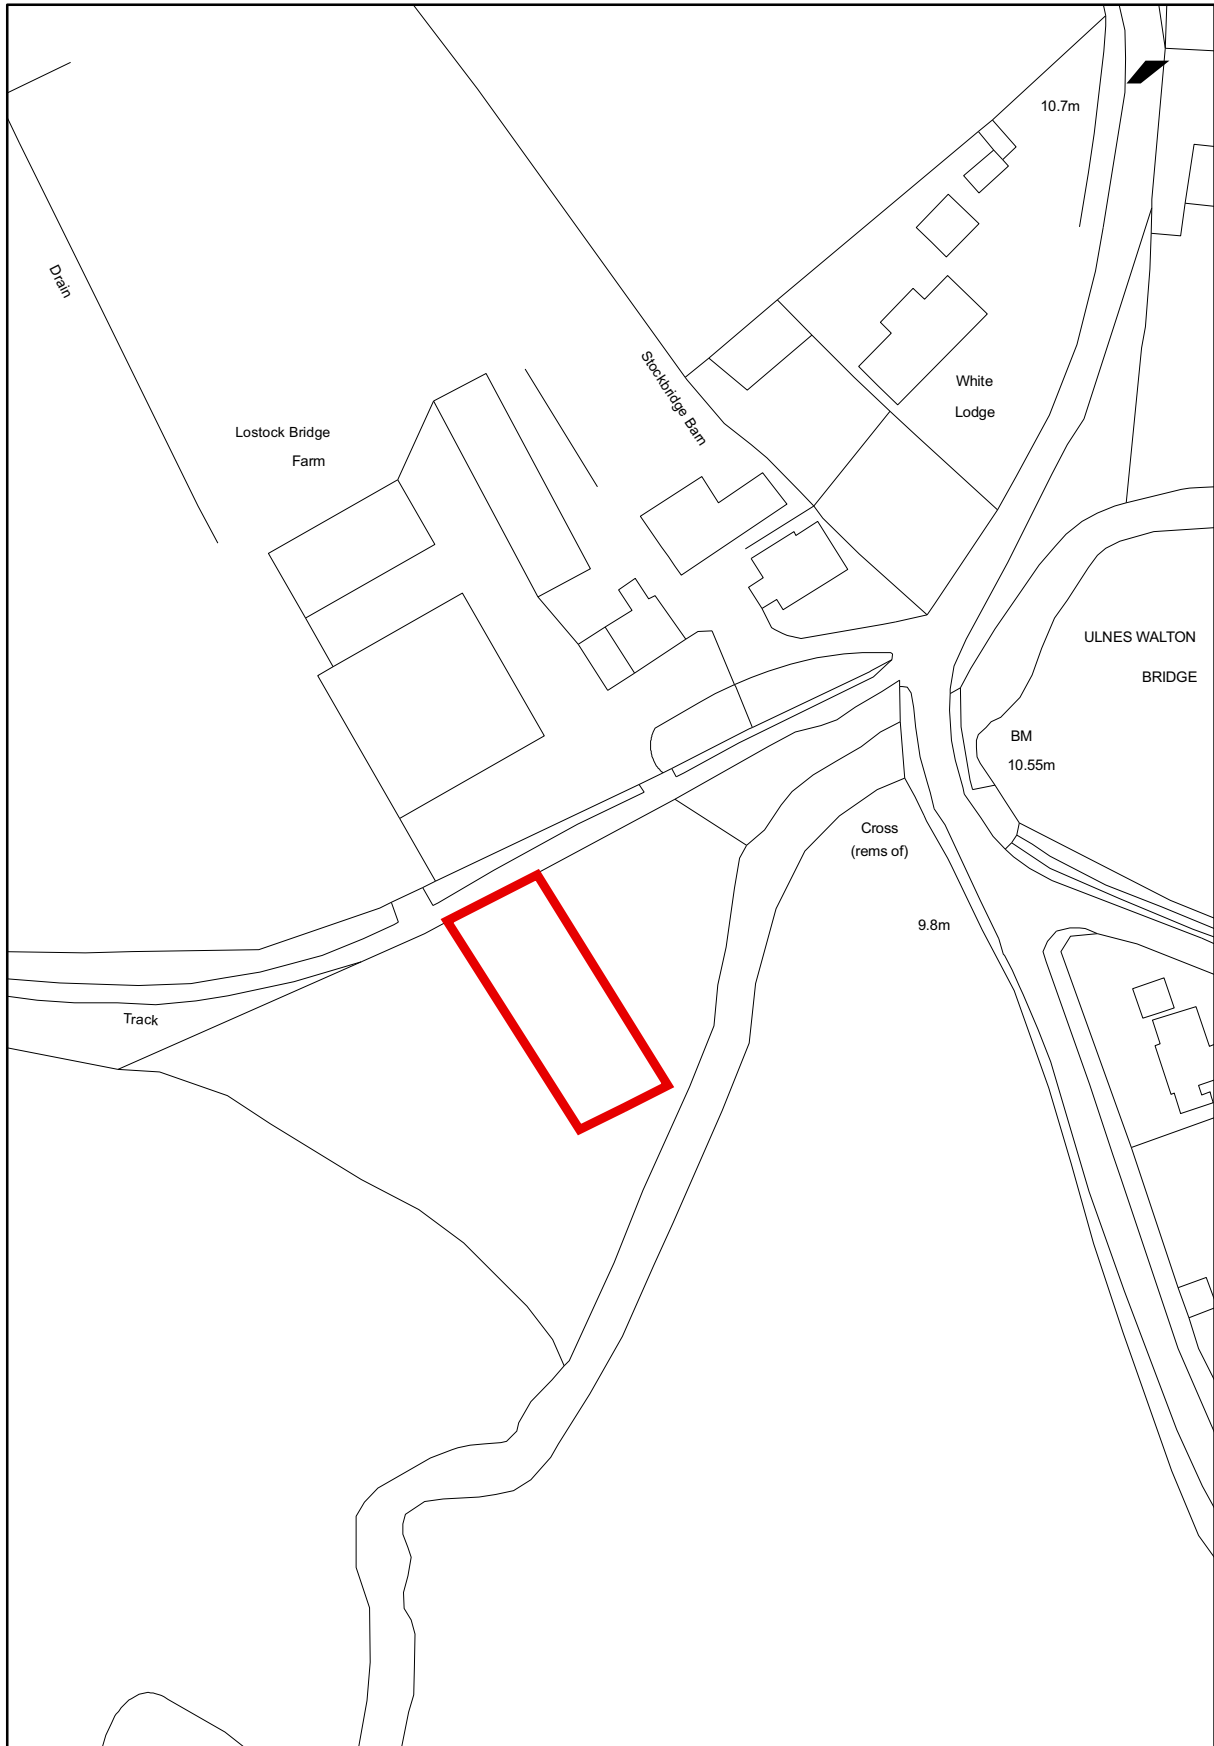 10.7m
Drain
Stockbridge Barn
White
Lodge
Lostock Bridge
Farm
ULNES WALTON
BRIDGE
BM
10.55m
Cross
(rems of)
9.8m
Track